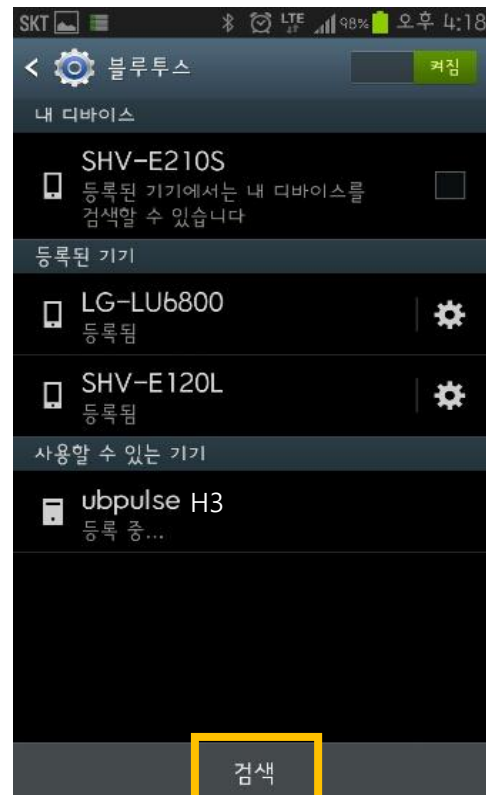 SKT LTE 98% 오후 4:18
< 블루투스 켜짐
내 디바이스
SHV-E210S
등록된 기기에서는 내 디바이스를
검색할 수 있습니다
등록된 기기
LG-LU6800
등록됨
SHV-E120L
등록됨
사용할 수 있는 기기
ubpulse H3
등록 중...
검색